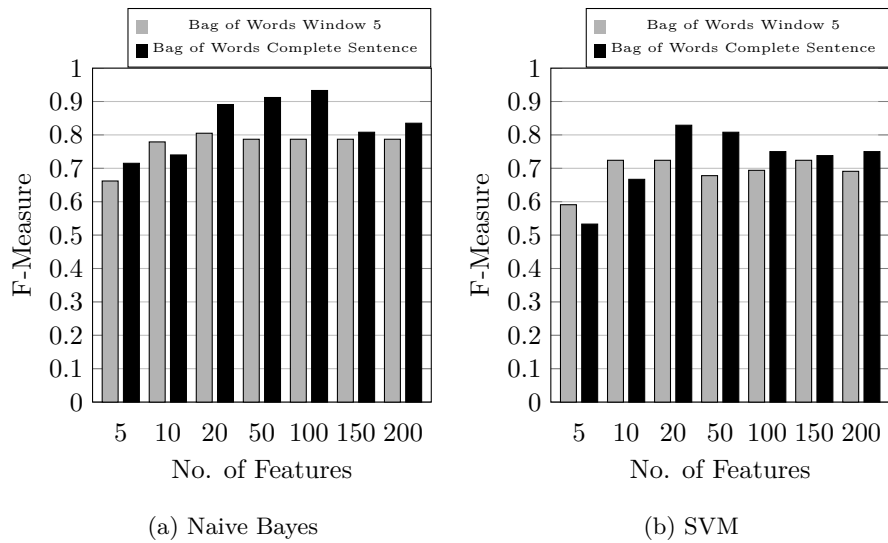 Bag of Words Window 5
Bag of Words Complete Sentence
1
0.9
0.8
0.7
0.6
0.5
0.4
0.3
0.2
0.1
0
F-Measure
5 10 20 50 100 150 200
No. of Features
(a) Naive Bayes
Bag of Words Window 5
Bag of Words Complete Sentence
1
0.9
0.8
0.7
0.6
0.5
0.4
0.3
0.2
0.1
0
F-Measure
5 10 20 50 100 150 200
No. of Features
(b) SVM